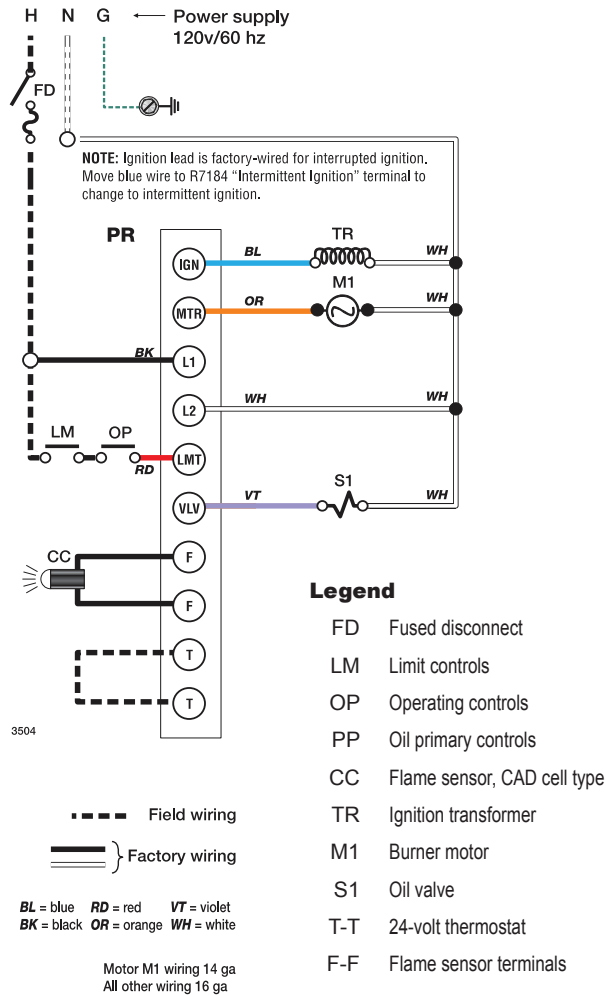 H N G Power supply
120v/60 hz
FD
NOTE: Ignition lead is factory-wired for interrupted ignition.
Move blue wire to R7184 “Intermittent Ignition” terminal to
change to intermittent ignition.
PR
TR
IGN BL WH
M1
MTR OR WH
BK L1
L2 WH WH
LM OP
RD LMT
S1
VLV VT WH
CC F
F
T
T
3504
Legend
FD Fused disconnect
LM Limit controls
OP Operating controls
PP Oil primary controls
CC Flame sensor, CAD cell type
TR Ignition transformer
M1 Burner motor
S1 Oil valve
T-T 24-volt thermostat
F-F Flame sensor terminals
Field wiring
Factory wiring
BL = blue RD = red VT = violet
BK = black OR = orange WH = white
Motor M1 wiring 14 ga
All other wiring 16 ga